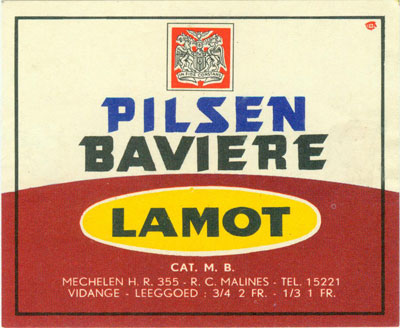 PILSEN
BAVIERE
LAMOT
CAT. M. B.
MECHELEN H. R. 355 - R. C. MALINES - TEL. 15221
VIDANGE - LEEGGOED : 3/4 2 FR. - 1/3 1 FR.